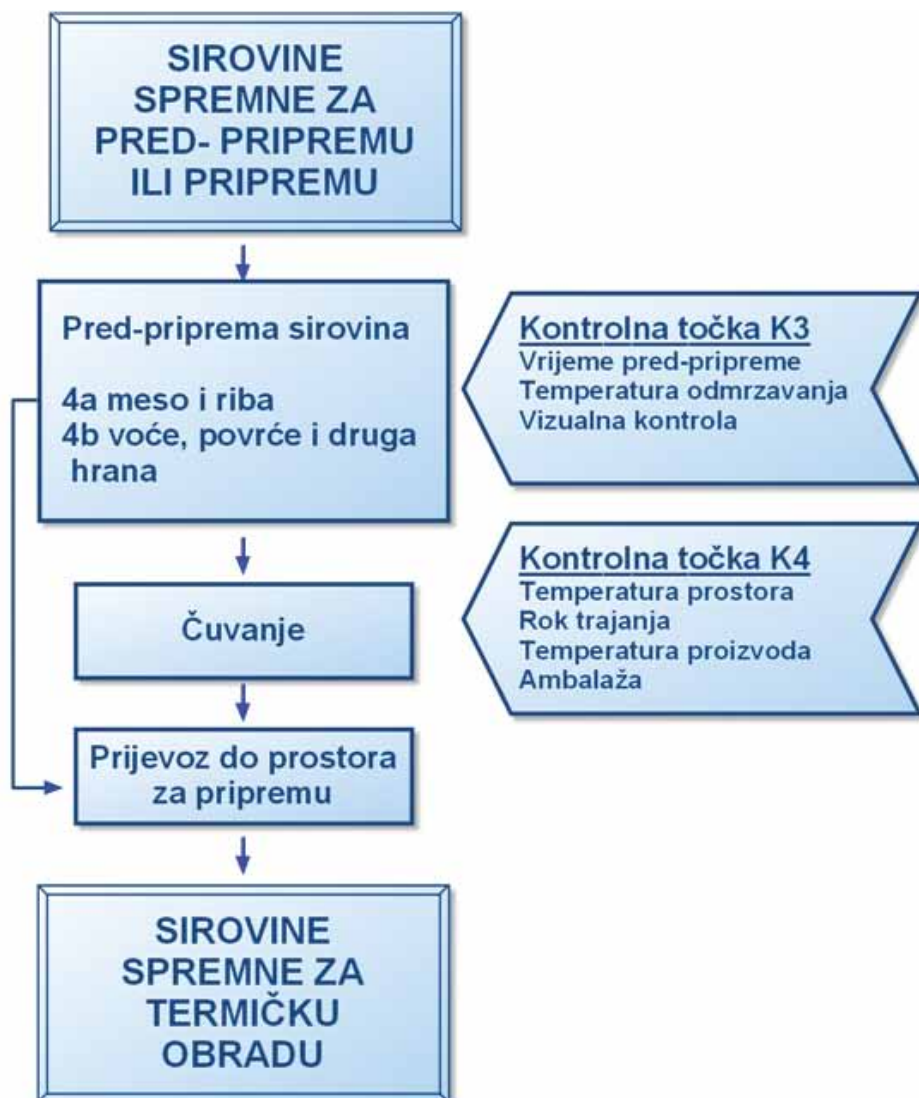 SIROVINE
SPREMNE ZA
PRED- PRIPREMU
ILI PRIPREMU
Pred-priprema sirovina
4a meso i riba
4b voće, povrće i druga
hrana
Kontrolna točka K3
Vrijeme pred-pripreme
Temperatura odmrzavanja
Vizualna kontrola
Čuvanje
Kontrolna točka K4
Temperatura prostora
Rok trajanja
Temperatura proizvoda
Ambalaža
Prijevoz do prostora
za pripremu
SIROVINE
SPREMNE ZA
TERMIČKU
OBRADU